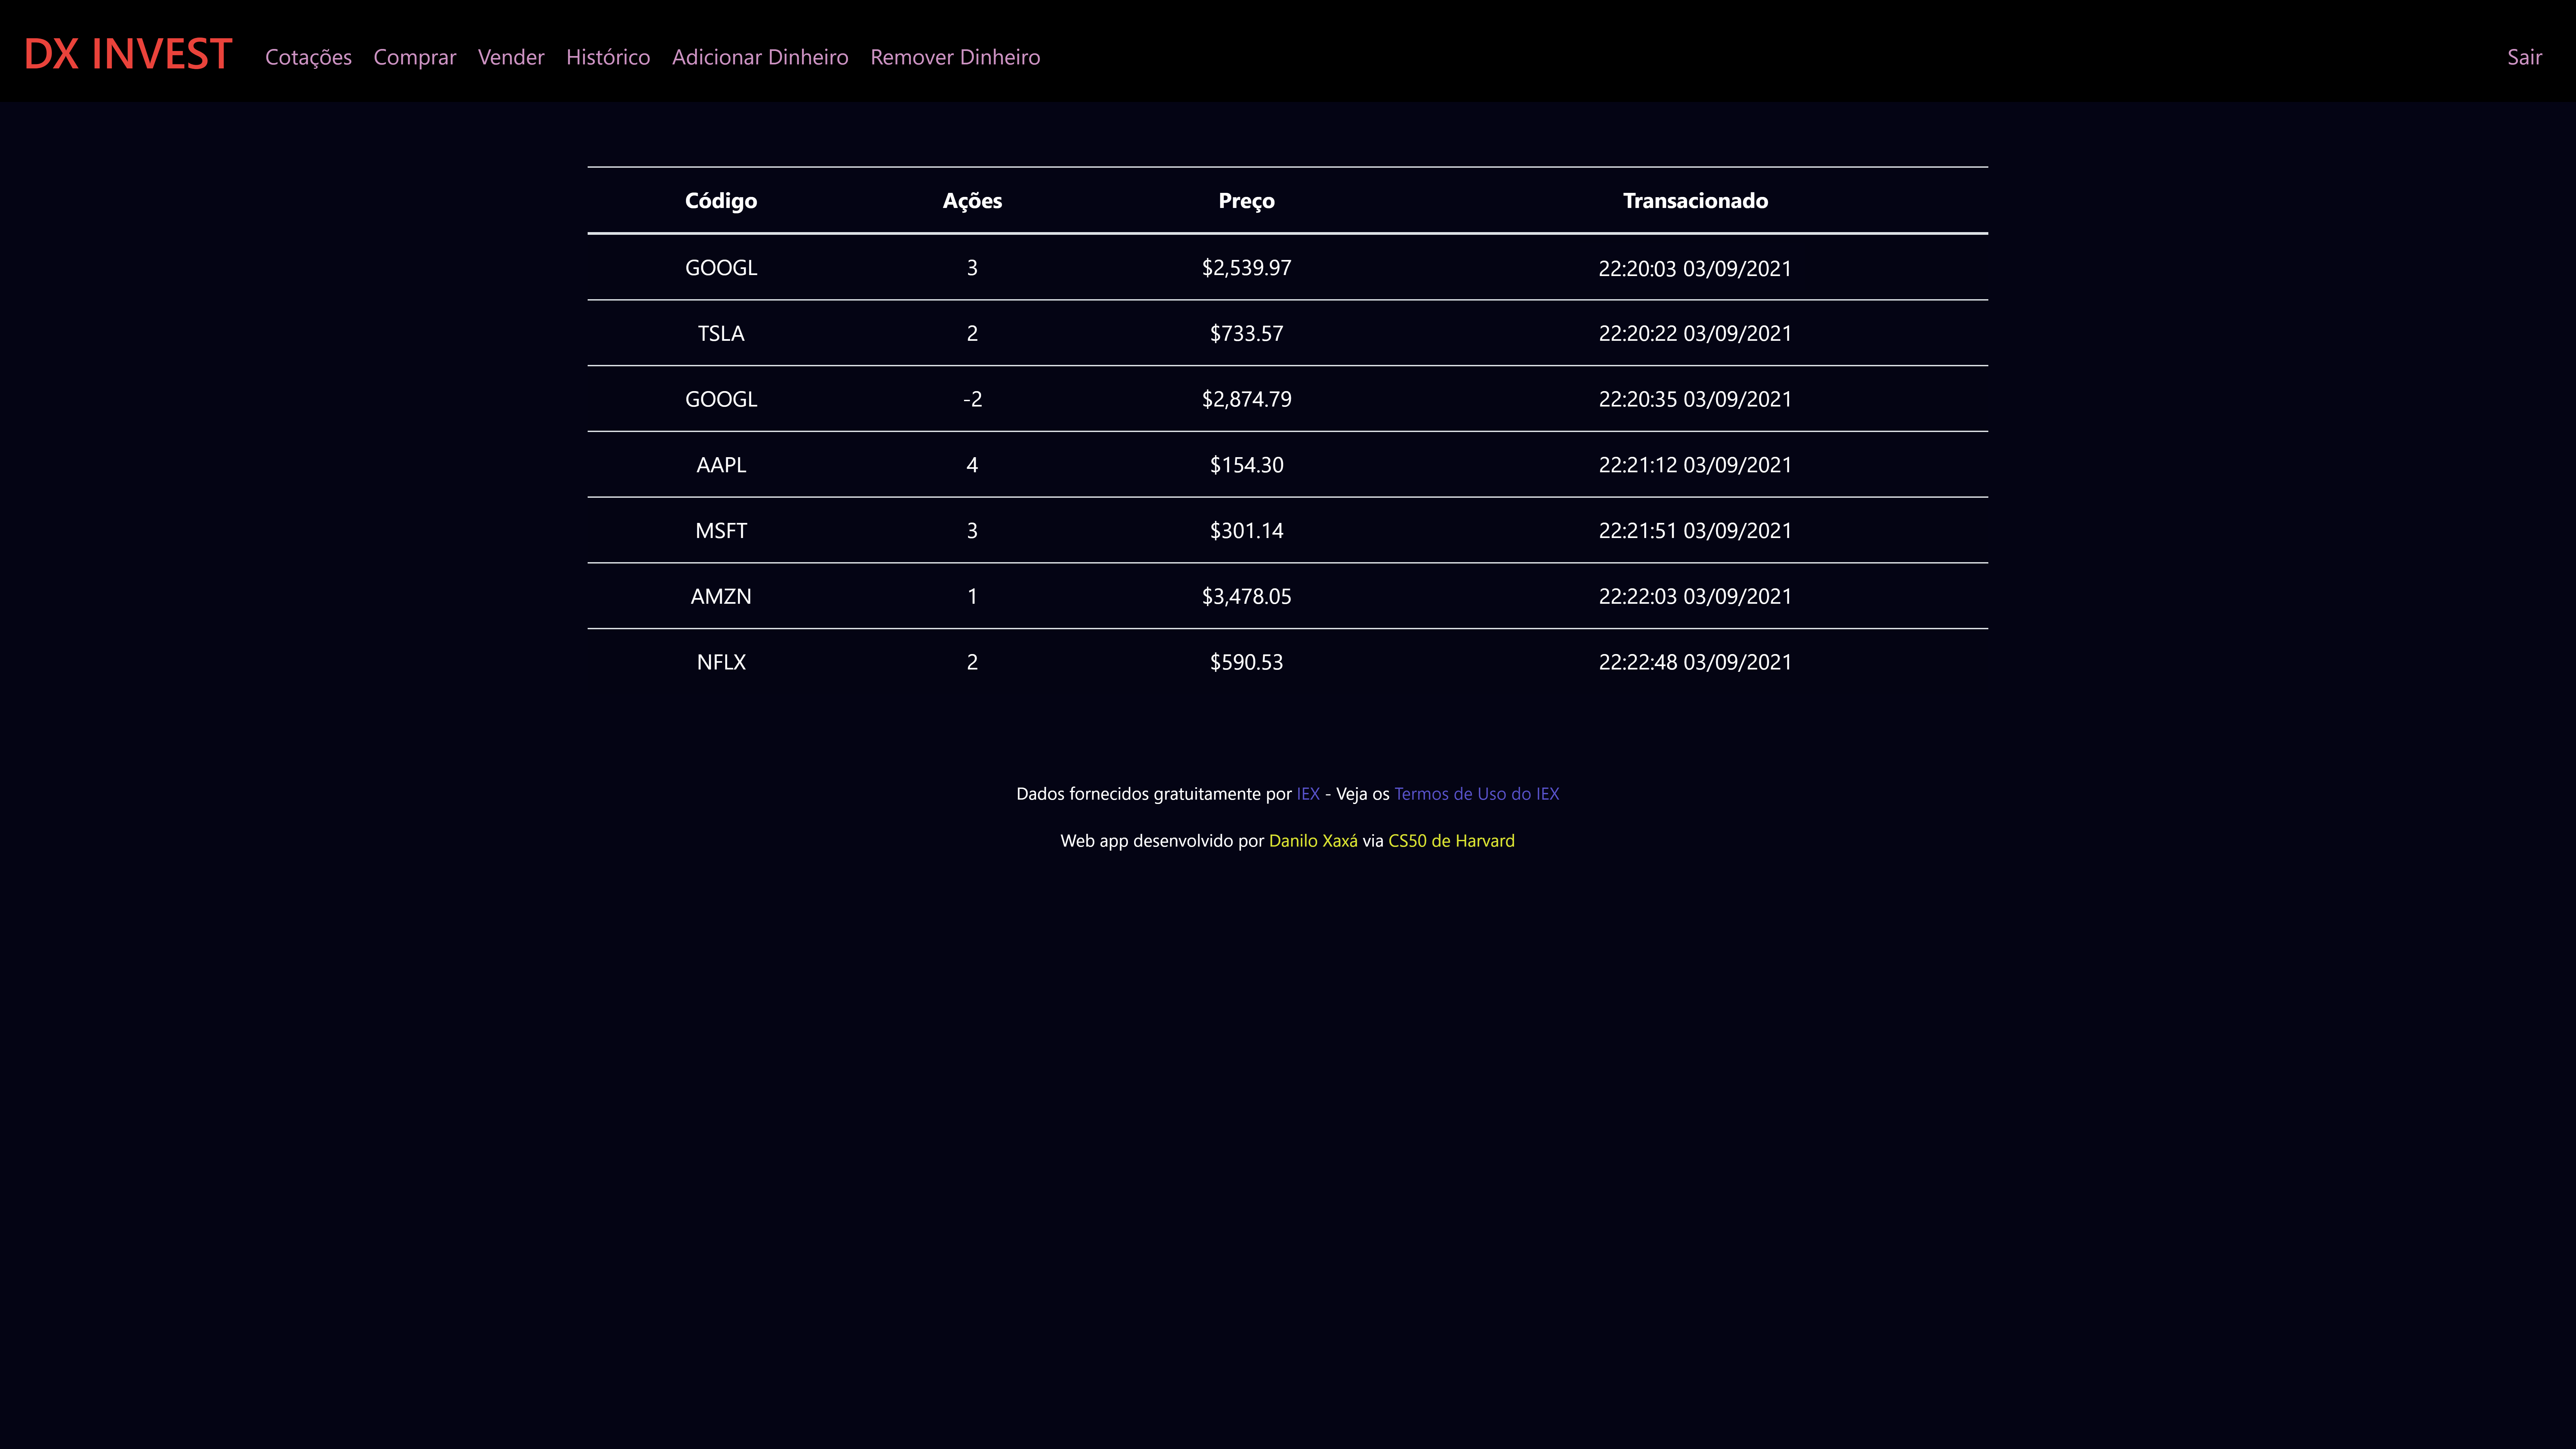 DX INVEST Cotações Comprar Vender Histórico Adicionar Dinheiro Remover Dinheiro Sair
Código Ações Preço Transacionado
GOOGL 3 $2,539.97 22:20:03 03/09/2021
TSLA 2 $733.57 22:20:22 03/09/2021
GOOGL -2 $2,874.79 22:20:35 03/09/2021
AAPL 4 $154.30 22:21:12 03/09/2021
MSFT 3 $301.14 22:21:51 03/09/2021
AMZN 1 $3,478.05 22:22:03 03/09/2021
NFLX 2 $590.53 22:22:48 03/09/2021
Dados fornecidos gratuitamente por IEX - Veja os Termos de Uso do IEX
Web app desenvolvido por Danilo Xaxá via CS50 de Harvard